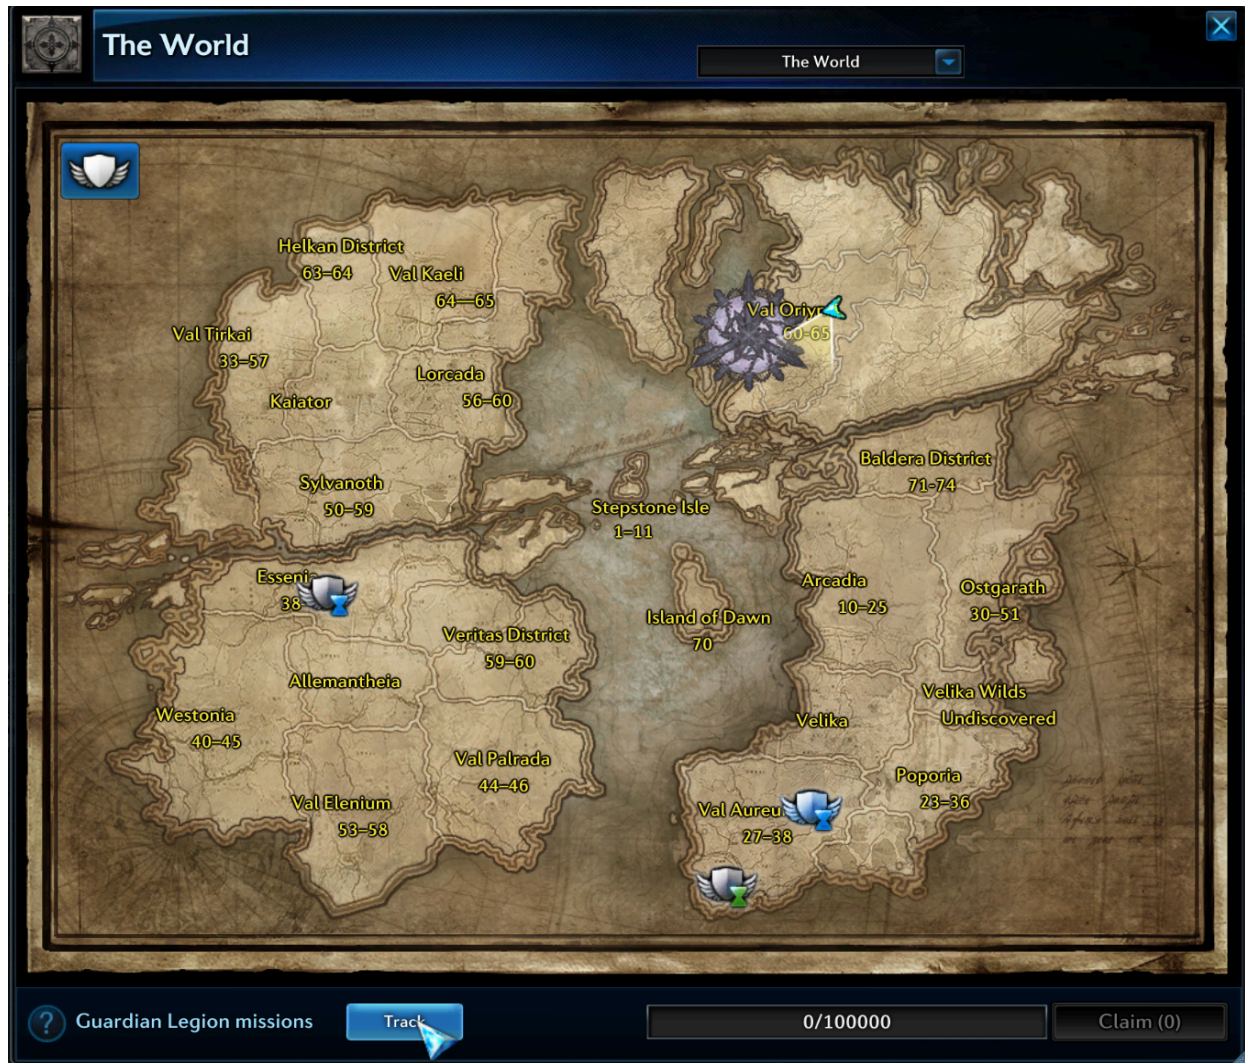 The World
The World
Helkan District
63–64
Val Kaeli
64—65
Val Tirkai
33–57
Lorcada
56–60
Kaiator
Sylvanoth
50–59
60-65
Baldera District
71-74
Stepstone Isle
1–11
38
Arcadia
10–25
Ostgarath
30–51
Island of Dawn
70
Veritas District
59–60
Allemantheia
Velika Wilds
Undiscovered
Westonia
40–45
Velika
Val Palrada
44–46
Poporia
23–36
Val Elenium
53–58
Val
27–38
?
Guardian Legion missions
Track
0/100000
Claim (0)